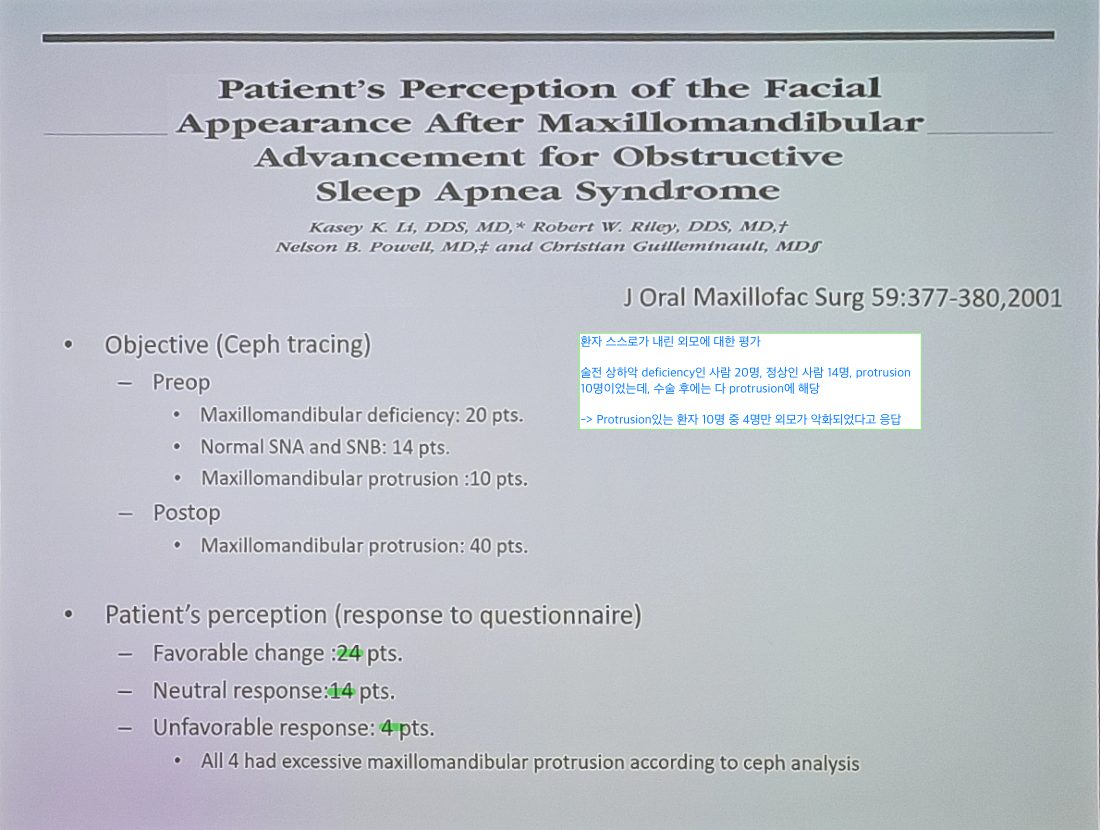 Patient's Perception of the Facial
Appearance After Maxillomandibular
Advancement for Obstructive
Sleep Apnea Syndrome
Kasey K. Li, DDS, MD,* Robert W. Riley, DDS, MD,†
Nelson B. Powell, MD,‡ and Christian Guilleminault, MD§
J Oral Maxillofac Surg 59:377-380,2001
• Objective (Ceph tracing)
– Preop
• Maxillomandibular deficiency: 20 pts.
• Normal SNA and SNB: 14 pts.
• Maxillomandibular protrusion :10 pts.
– Postop
• Maxillomandibular protrusion: 40 pts.
환자 스스로가 내린 외모에 대한 평가
술전 상하악 deficiency인 사람 20명, 정상인 사람 14명, protrusion
10명이었는데, 수술 후에는 다 protrusion에 해당
-> Protrusion있는 환자 10명 중 4명만 외모가 악화되었다고 응답
• Patient's perception (response to questionnaire)
– Favorable change :24 pts.
– Neutral response:14 pts.
– Unfavorable response: 4 pts.
• All 4 had excessive maxillomandibular protrusion according to ceph analysis